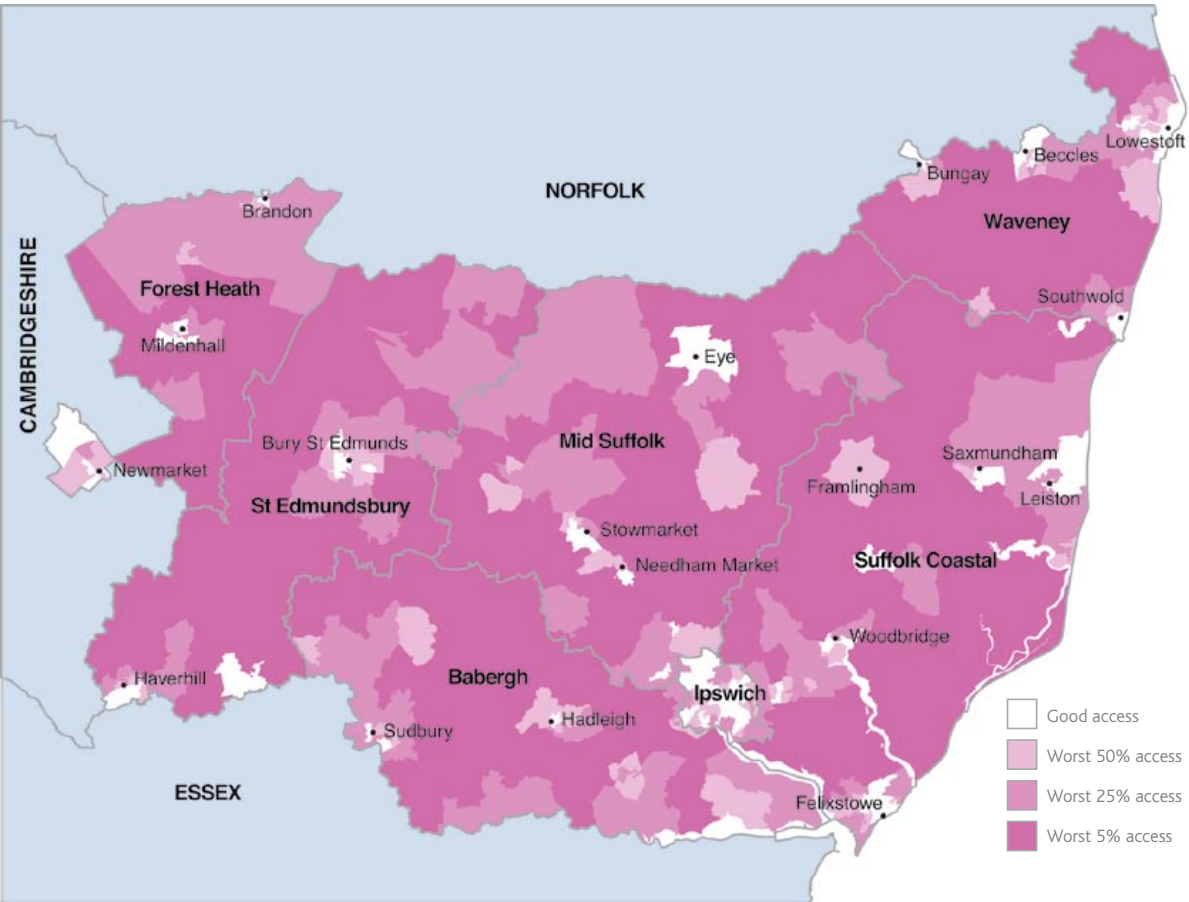 Lowestoft
Beccles
Bungay
NORFOLK
Brandon
Waveney
CAMBRIDGESHIRE
Forest Heath
Southwold
Mildenhall
Eye
Mid Suffolk
Bury St Edmunds
Saxmundham
Newmarket
Framlingham
Leiston
St Edmundsbury
Stowmarket
Suffolk Coastal
Needham Market
Woodbridge
Haverhill
Babergh
Ipswich
Hadleigh
Sudbury
Good access
Worst 50% access
ESSEX
Worst 25% access
Felixstowe
Worst 5% access